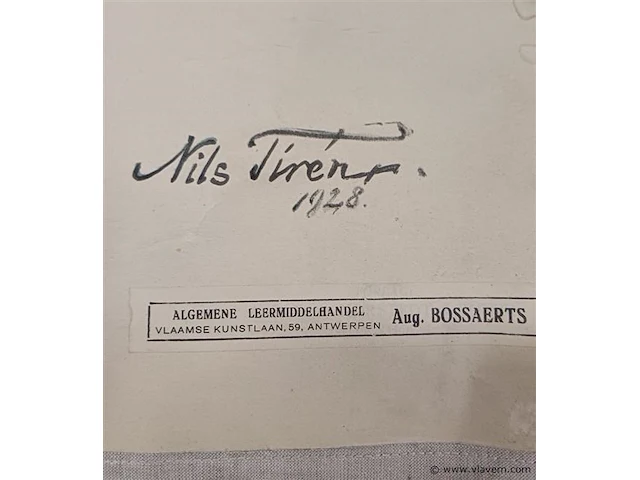 Nils Tirén.
1928.
ALGEMENE LEERMIDDELHANDEL
VLAAMSE KUNSTLAAN, 59, ANTWERPEN
Aug. BOSSAERTS
© www.vlavem.com